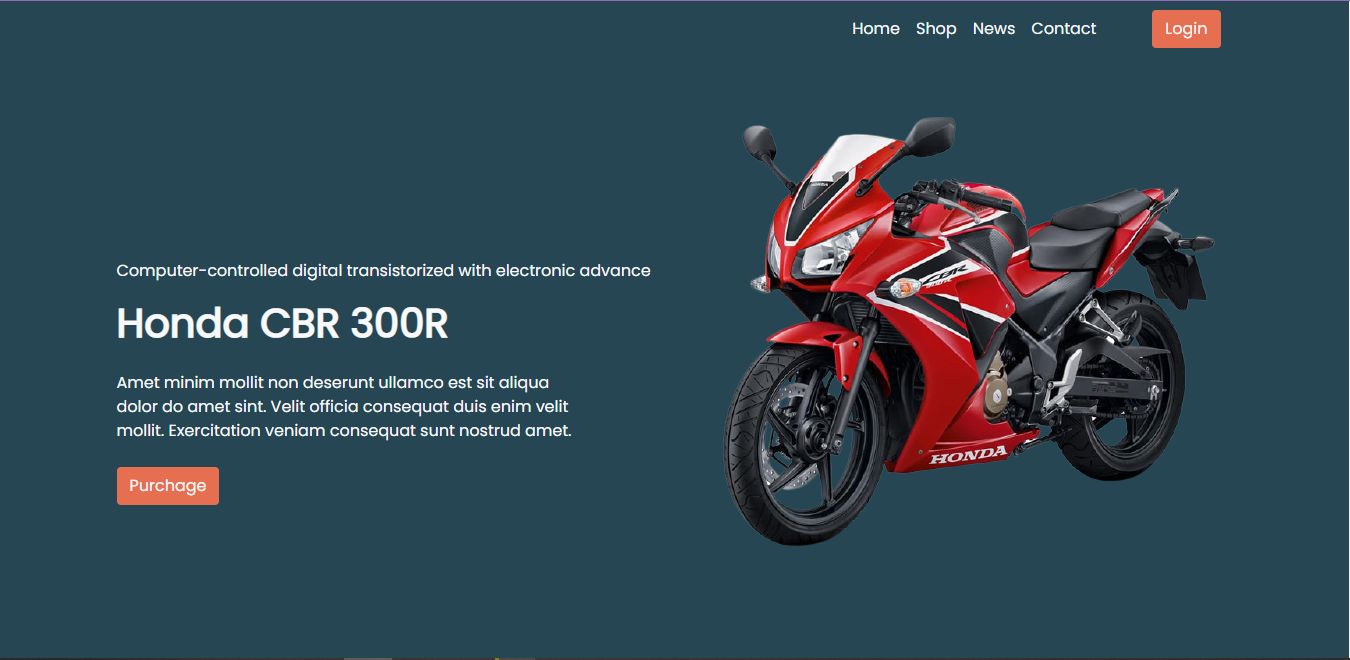 Home Shop News Contact Login
Computer-controlled digital transistorized with electronic advance
Honda CBR 300R
Amet minim mollit non deserunt ullamco est sit aliqua
dolor do amet sint. Velit officia consequat duis enim velit
mollit. Exercitation veniam consequat sunt nostrud amet.
Purchage
HONDA
CBR
HONDA